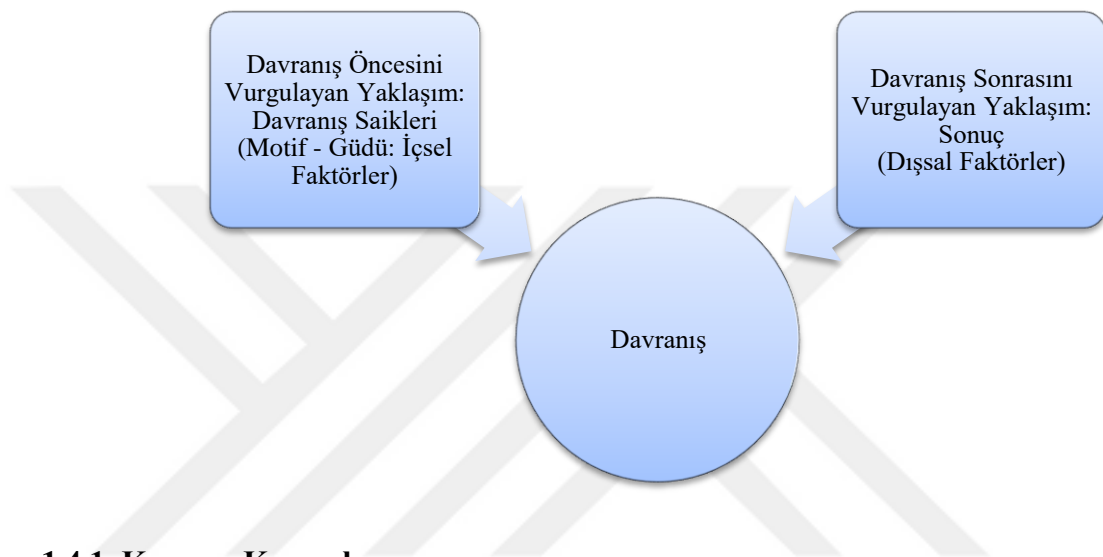 Davranış Öncesini
Vurgulayan Yaklaşım:
Davranış Saikleri
(Motif - Güdü: İçsel
Faktörler)
Davranış Sonrasını
Vurgulayan Yaklaşım:
Sonuç
(Dışsal Faktörler)
Davranış